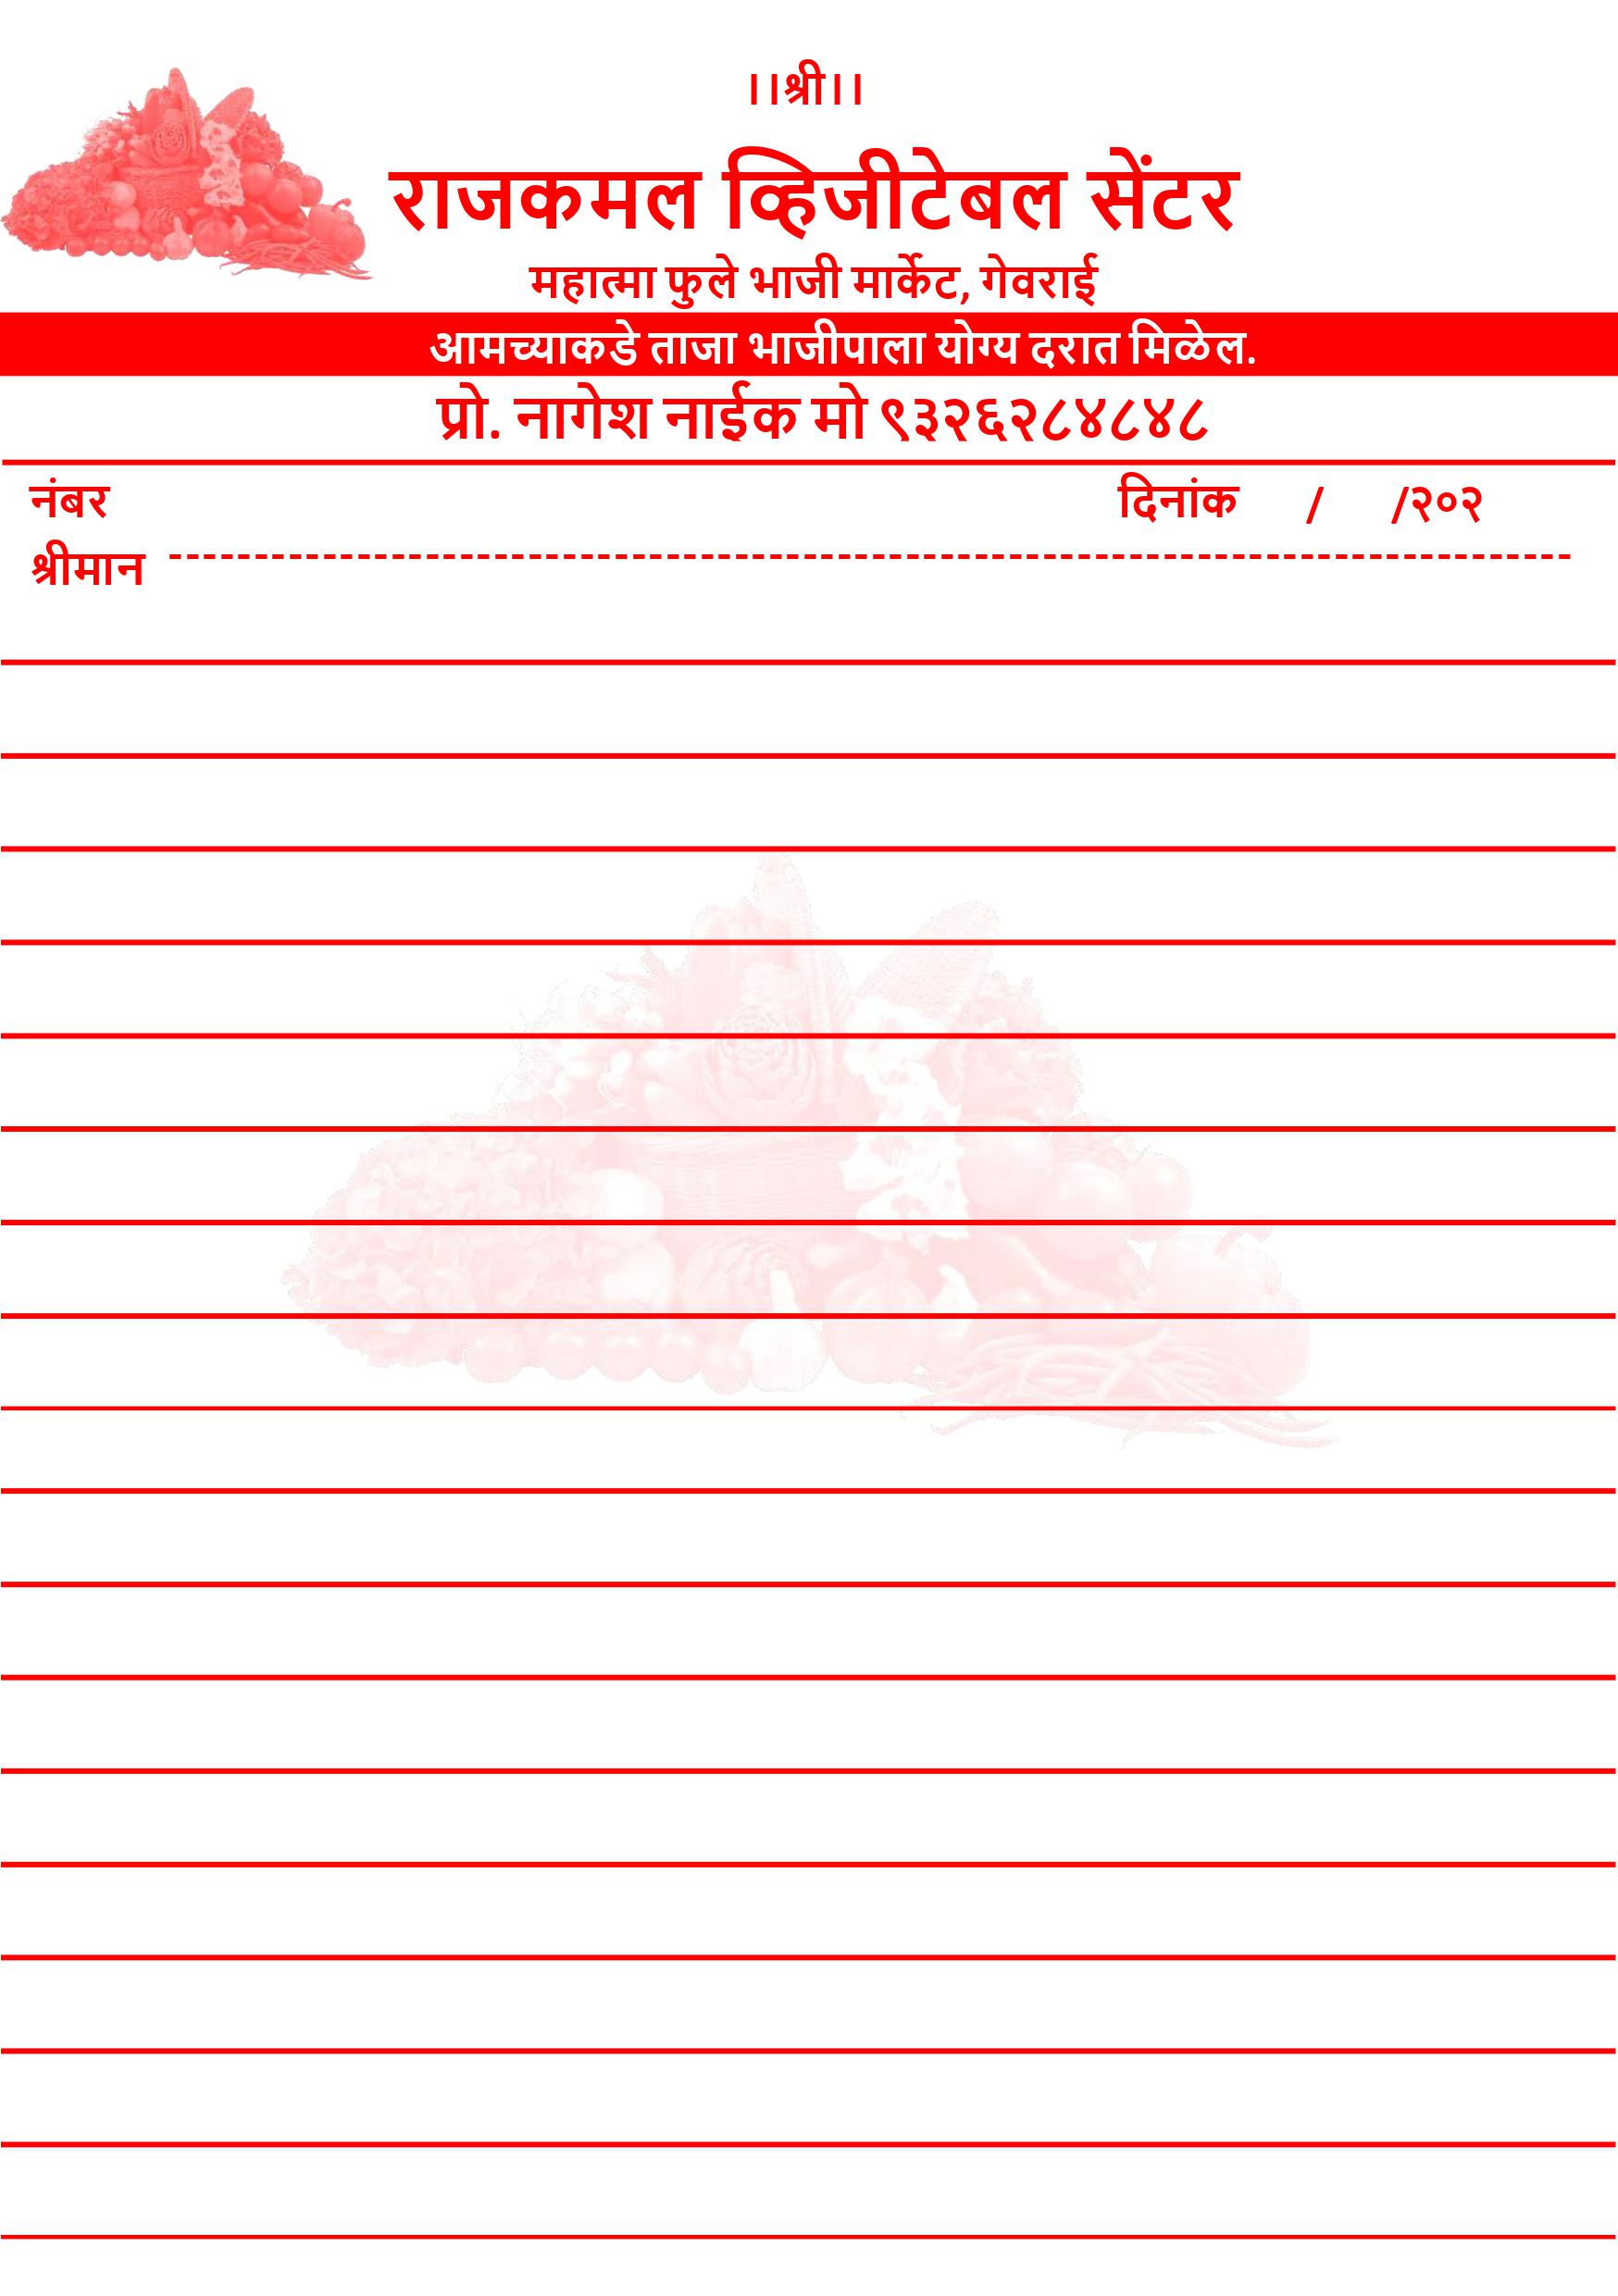 ।।श्री।।
राजकमल व्हिजीटेबल सेंटर
महात्मा फुले भाजी मार्केट, गेवराई
आमच्याकडे ताजा भाजीपाला योग्य दरात मिळेल.
प्रो. नागेश नाईक मो ९३२६२८४८४८
नंबर दिनांक / /२०२
श्रीमान